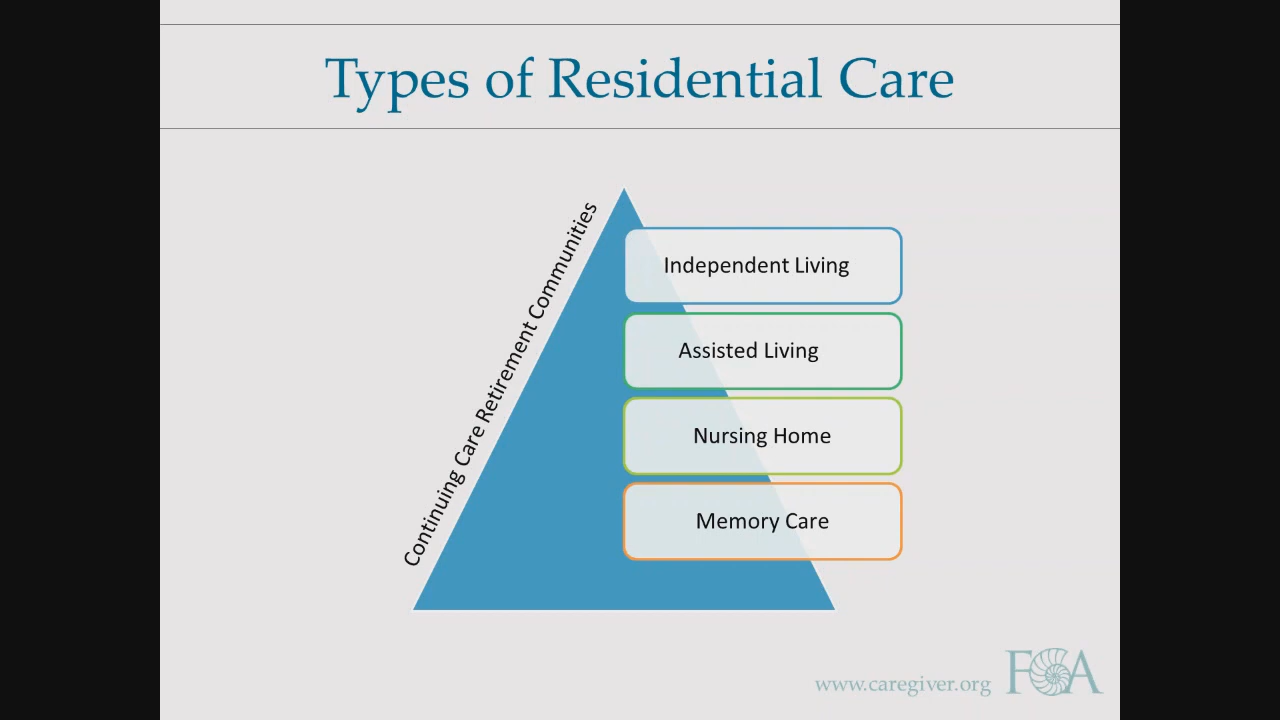 Types of Residential Care
Continuing Care Retirement Communities
Independent Living
Assisted Living
Nursing Home
Memory Care
www.caregiver.org
FCA